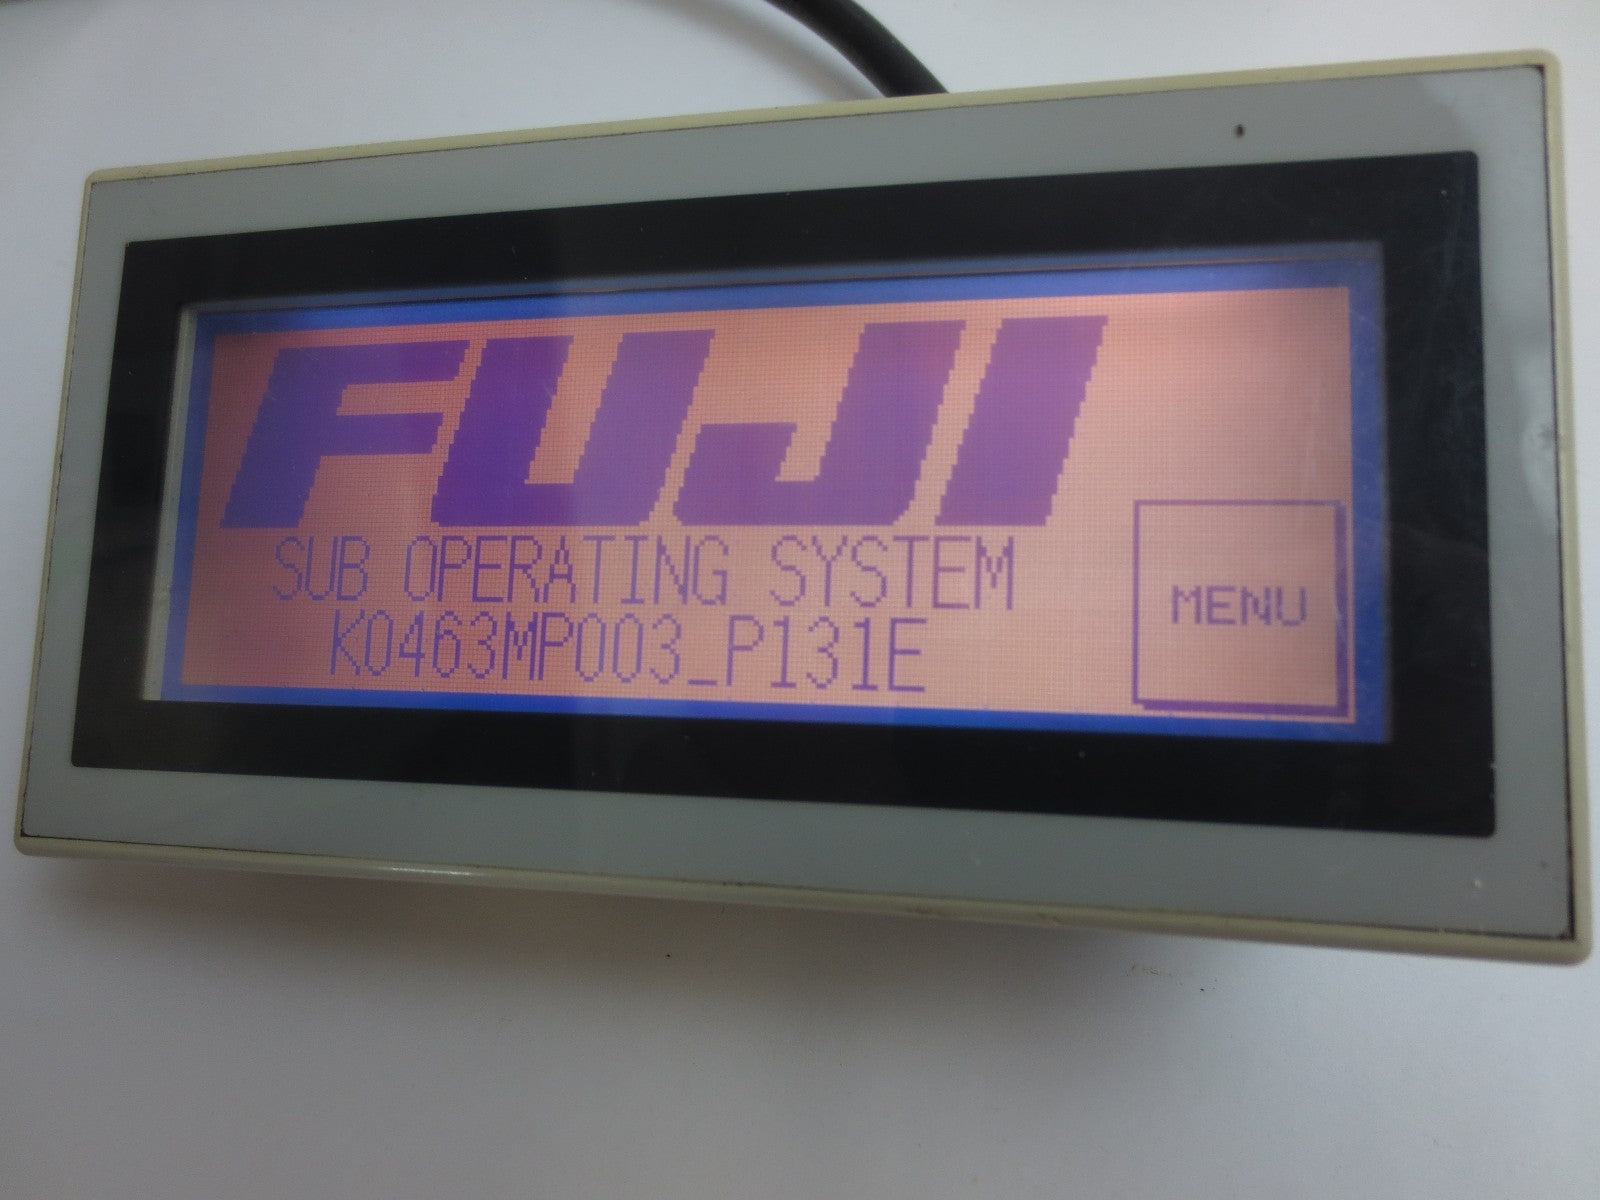 FUJI
SUB OPERATING SYSTEM
K0463MP003_P131E
MENU